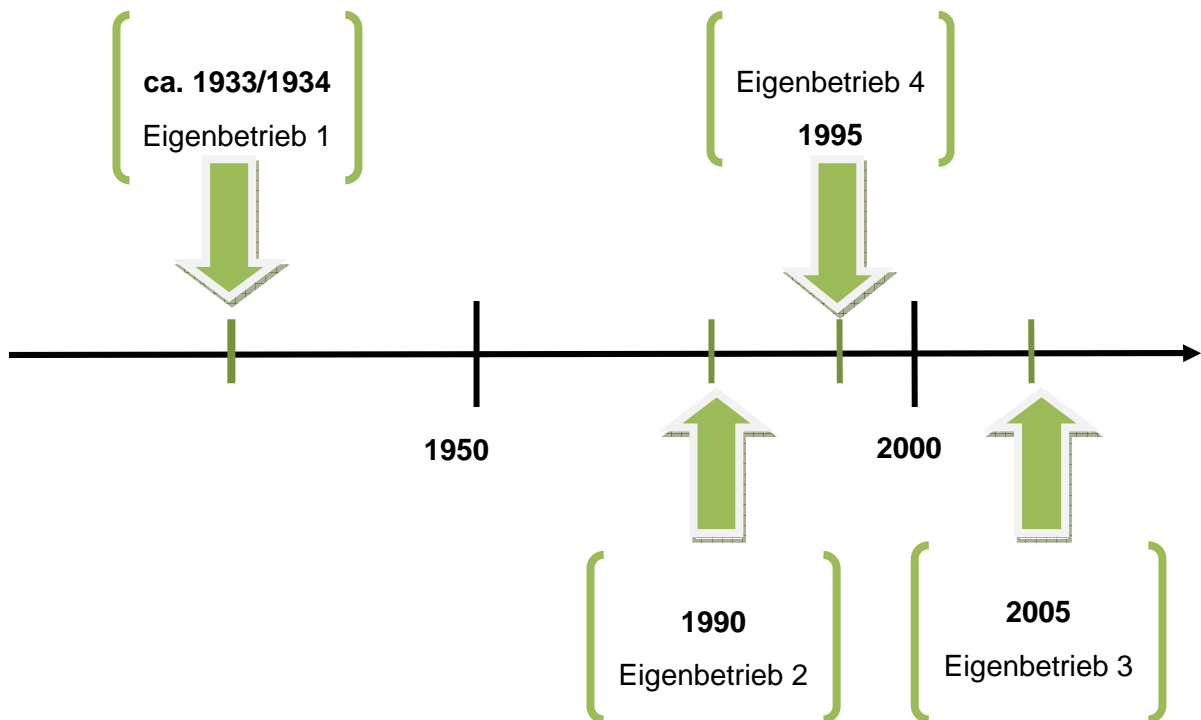 ca. 1933/1934
Eigenbetrieb 1
Eigenbetrieb 4
1995
1950
2000
1990
Eigenbetrieb 2
2005
Eigenbetrieb 3